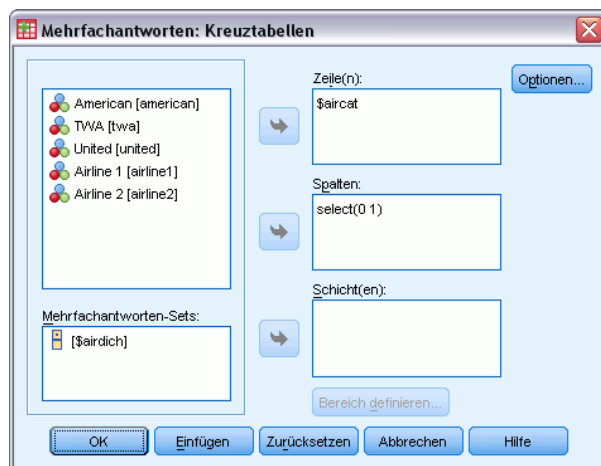 Mehrfachantworten: Kreuztabellen
American [american]
TWA [twa]
United [united]
Airline 1 [airline1]
Airline 2 [airline2]
Mehrfachantworten-Sets:
[$airdich]
Zeile(n):
$aircat
Spalten:
select(0 1)
Schicht(en):
Bereich definieren...
Optionen...
OK
Einfügen
Zurücksetzen
Abbrechen
Hilfe